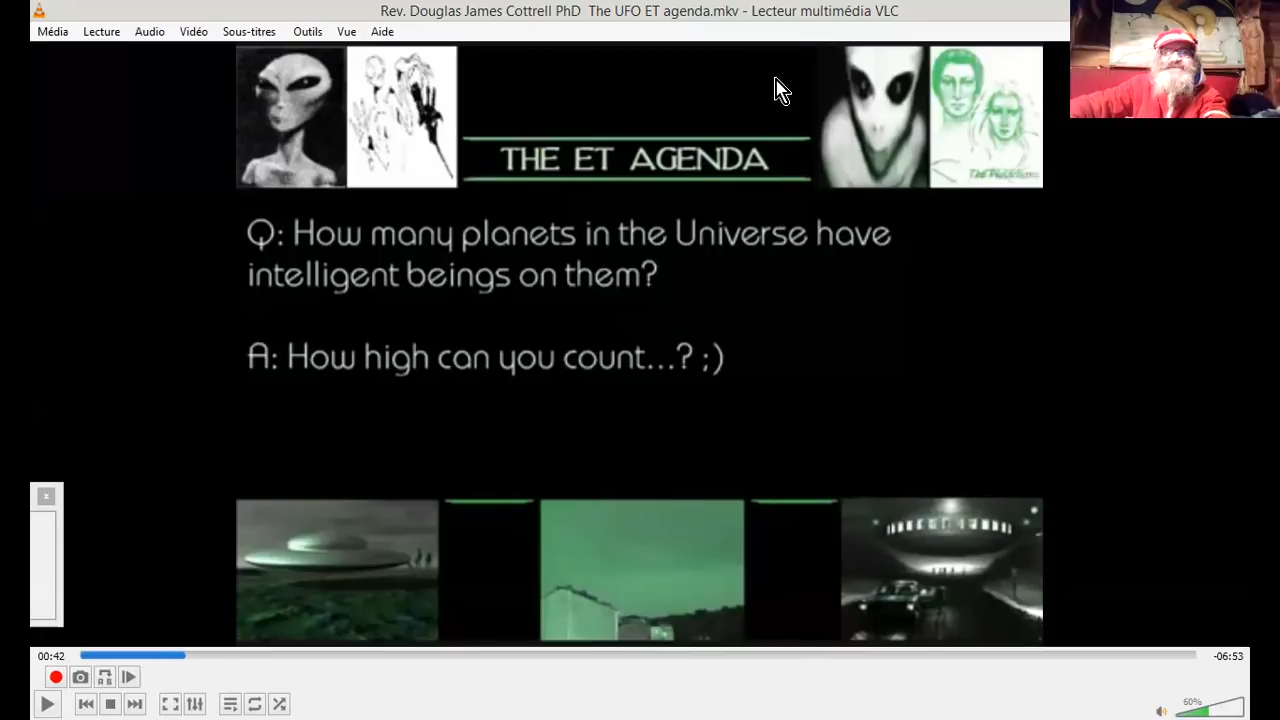 Rev. Douglas James Cottrell PhD  The UFO ET agenda.mkv - Lecteur multimédia VLC
Média Lecture Audio Vidéo Sous-titres Outils Vue Aide
THE ET AGENDA
Q: How many planets in the Universe have
intelligent beings on them?
A: How high can you count...? ;)
x
00:42
-06:53
A B
60%